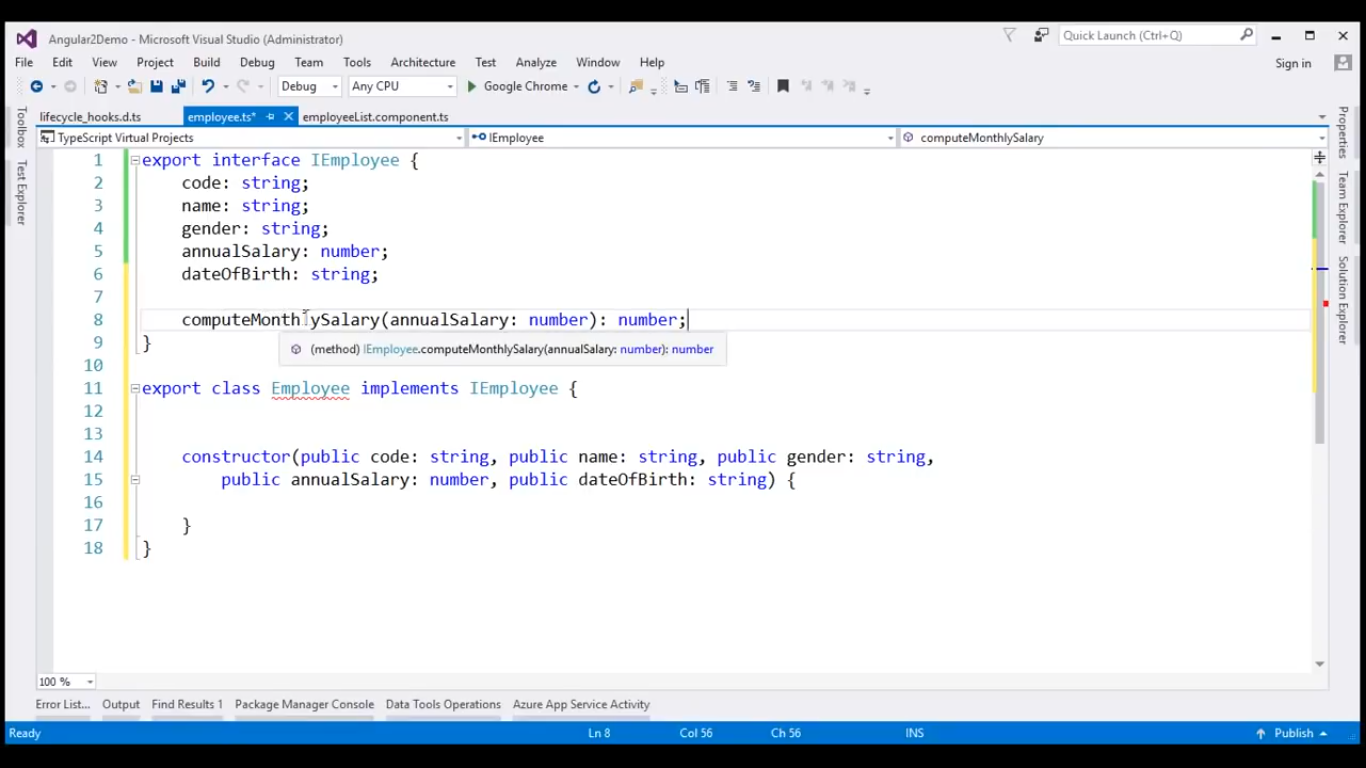 Angular2Demo - Microsoft Visual Studio (Administrator)
Quick Launch (Ctrl+Q)
File Edit View Project Build Debug Team Tools Architecture Test Analyze Window Help
Sign in
Debug Any CPU Google Chrome
lifecycle_hooks.d.ts employee.ts* employeeList.component.ts
TypeScript Virtual Projects IEmployee computeMonthlySalary
Toolbox
Test Explorer
1 export interface IEmployee {
2 code: string;
3 name: string;
4 gender: string;
5 annualSalary: number;
6 dateOfBirth: string;
7
8 computeMonthlySalary(annualSalary: number): number;
9 }
(method) IEmployee.computeMonthlySalary(annualSalary: number): number
10
11 export class Employee implements IEmployee {
12
13
14 constructor(public code: string, public name: string, public gender: string,
15 public annualSalary: number, public dateOfBirth: string) {
16
17 }
18 }
Properties
Team Explorer
Solution Explorer
100 %
Error List... Output Find Results 1 Package Manager Console Data Tools Operations Azure App Service Activity
Ready Ln 8 Col 56 Ch 56 INS Publish